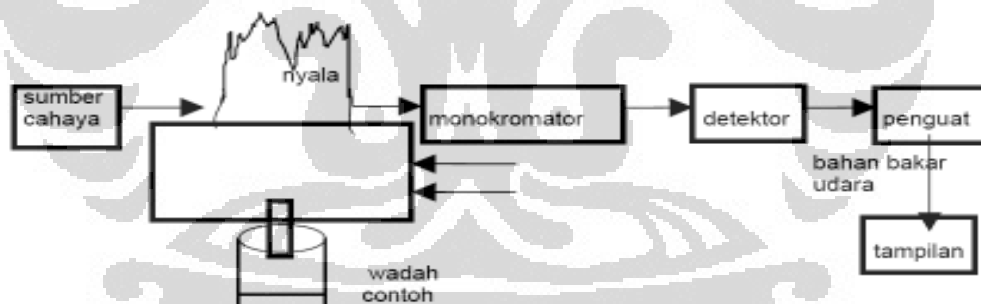 nyala
sumber
cahaya
monokromator
detektor
penguat
bahan bakar
udara
tampilan
wadah
contoh